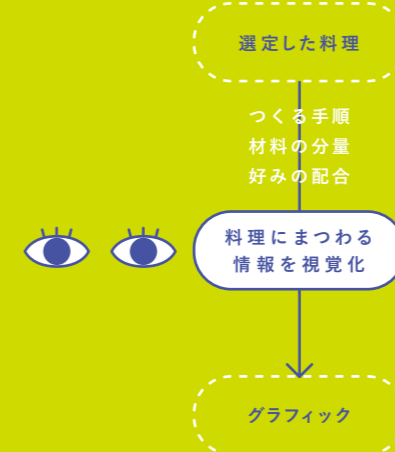 選定した料理
つくる手順
材料の分量
好みの配合
料理にまつわる
情報を視覚化
グラフィック